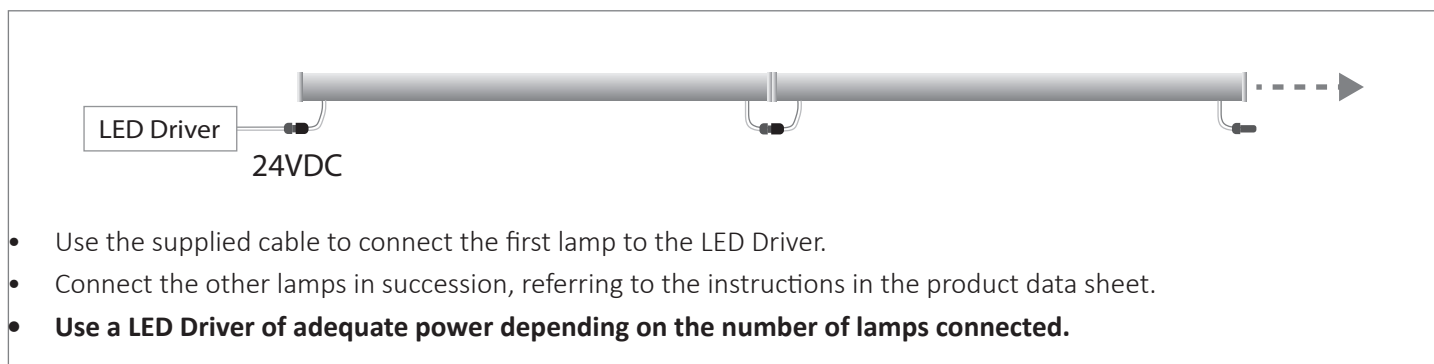 LED Driver
24VDC
• Use the supplied cable to connect the first lamp to the LED Driver.
• Connect the other lamps in succession, referring to the instructions in the product data sheet.
• Use a LED Driver of adequate power depending on the number of lamps connected.